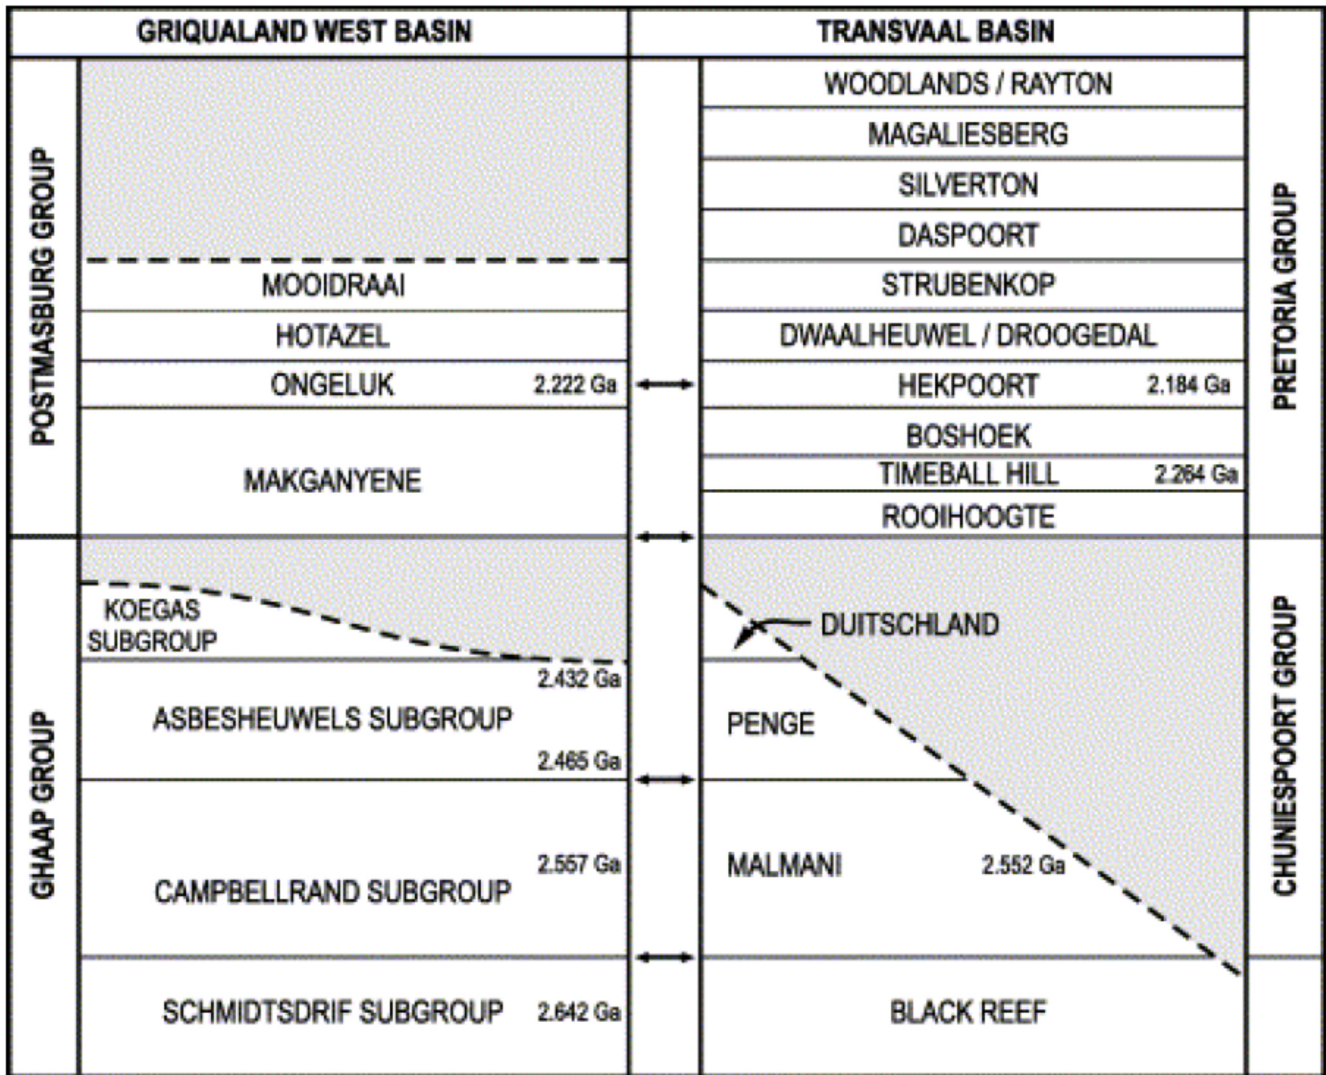 GRIQUALAND WEST BASIN
TRANSVAAL BASIN
POSTMASBURG GROUP
MOOIDRAAI
HOTAZEL
ONGELUK 2.222 Ga
MAKGANYENE
WOODLANDS / RAYTON
MAGALIESBERG
SILVERTON
DASPOORT
STRUBENKOP
DWAALHEUWEL / DROOGEDAL
HEKPOORT 2.184 Ga
BOSHOEK
TIMEBALL HILL 2.264 Ga
ROOIHOOGTE
PRETORIA GROUP
GHAAP GROUP
KOEGAS
SUBGROUP
2.432 Ga
ASBESHEUWELS SUBGROUP
2.465 Ga
2.557 Ga
CAMPBELLRAND SUBGROUP
SCHMIDTSDRIF SUBGROUP 2.642 Ga
DUITSCHLAND
PENGE
MALMANI 2.552 Ga
BLACK REEF
CHUNIESPOORT GROUP